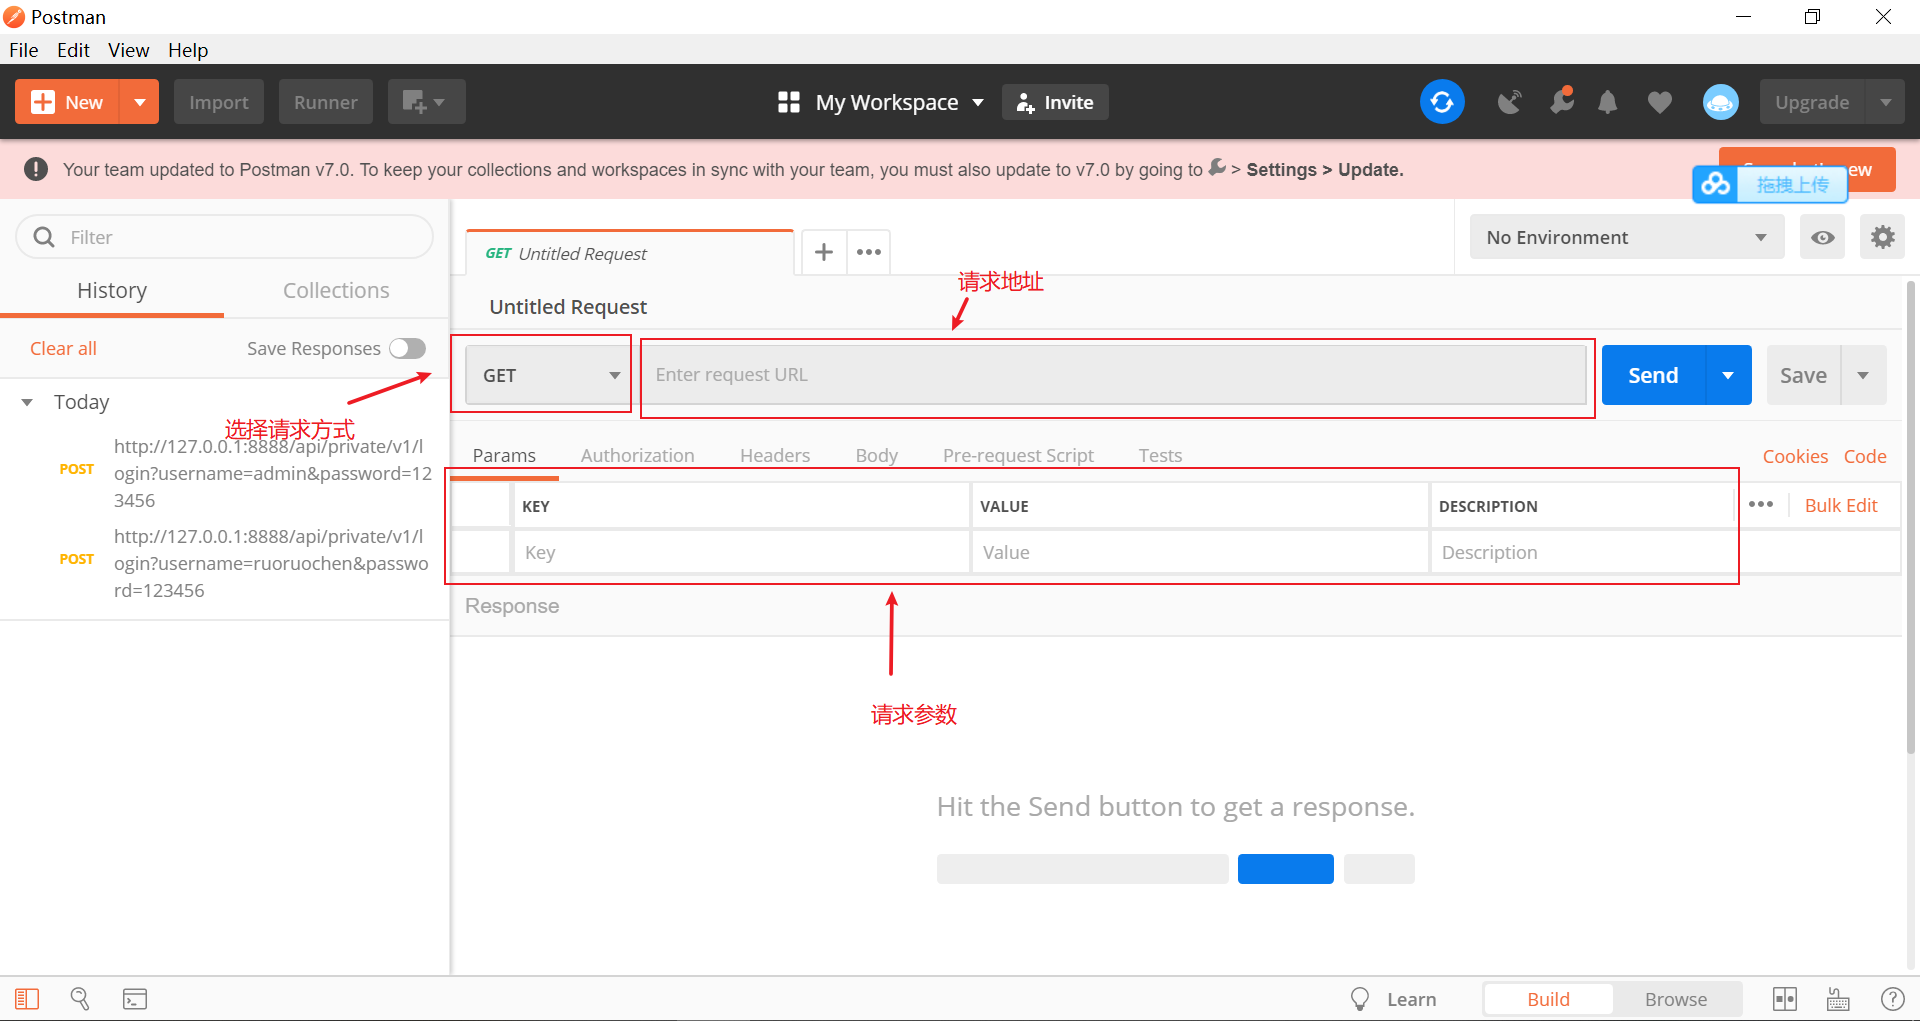 Postman
File Edit View Help
New Import Runner My Workspace Invite Upgrade
Your team updated to Postman v7.0. To keep your collections and workspaces in sync with your team, you must also update to v7.0 by going to > Settings > Update.
拖拽上传
Filter
History Collections
Clear all Save Responses
Today
POST http://127.0.0.1:8888/api/private/v1/l
ogin?username=admin&password=12
3456
POST http://127.0.0.1:8888/api/private/v1/l
ogin?username=ruoruochen&passwo
rd=123456
选择请求方式
GET Untitled Request
No Environment
请求地址
Untitled Request
GET Enter request URL Send Save
Params Authorization Headers Body Pre-request Script Tests Cookies Code
KEY VALUE DESCRIPTION Bulk Edit
Key Value Description
Response
请求参数
Hit the Send button to get a response.
Learn Build Browse